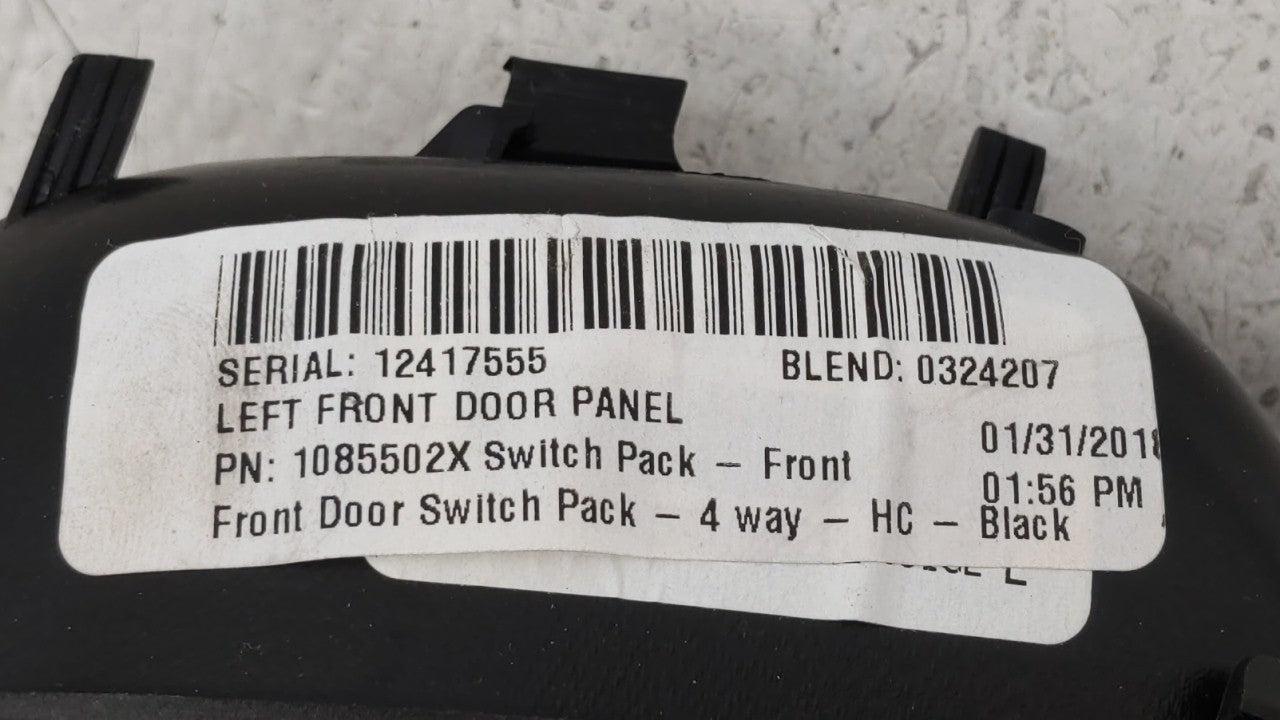 SERIAL: 12417555 BLEND: 0324207
LEFT FRONT DOOR PANEL
01/31/2018
PN: 1085502X Switch Pack – Front
01:56 PM
Front Door Switch Pack – 4 way – HC – Black
L